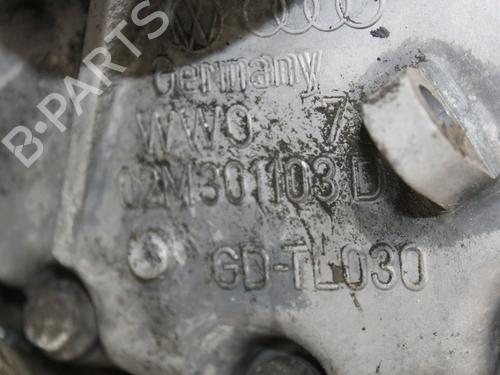 B-PARTS
Germany
WWO 7
02M301103 D
GD-TL030